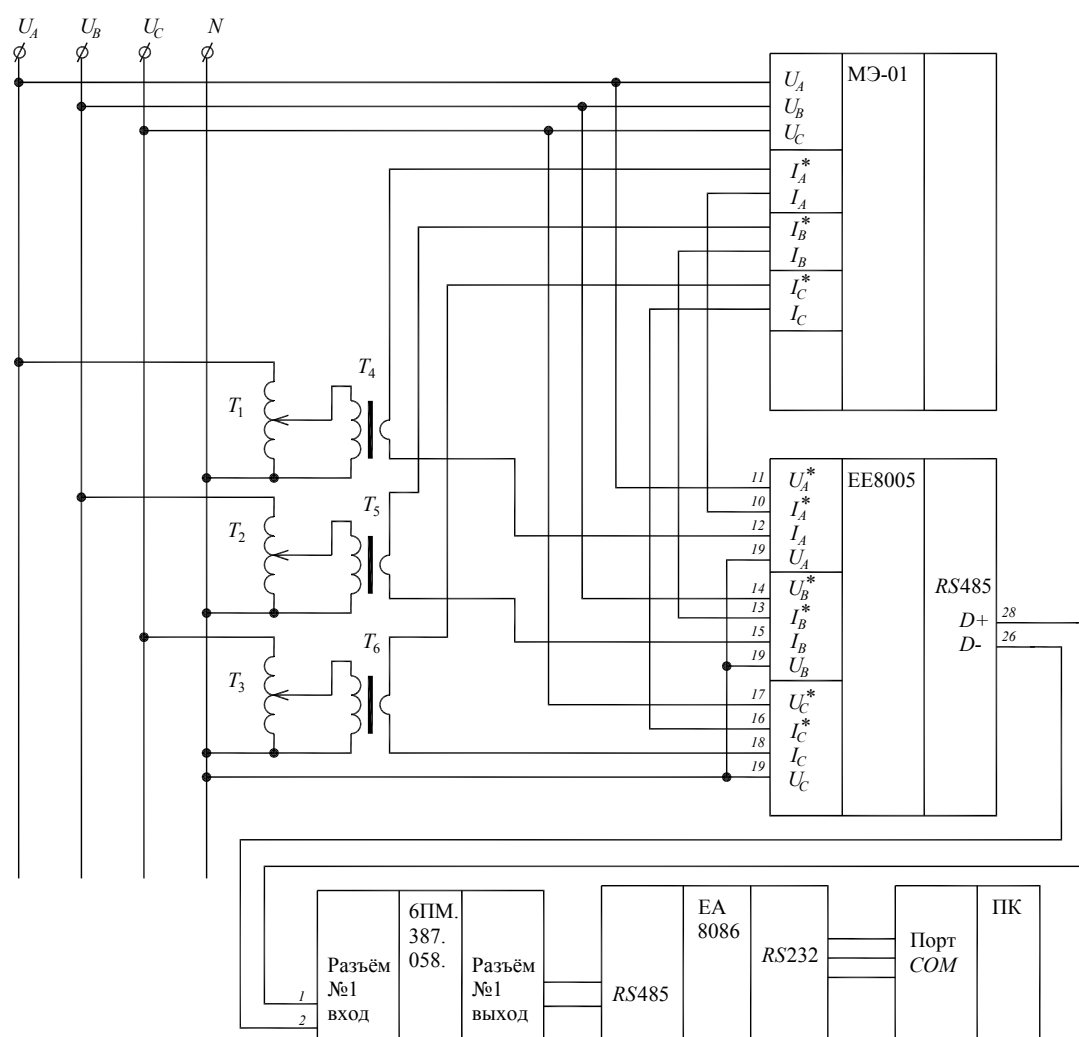 U_A U_B U_C N
МЭ-01
U_A
U_B
U_C
I_A*
I_A
I_B*
I_B
I_C*
I_C
T_4
T_1
T_5
T_2
T_6
T_3
ЕЕ8005
11 U_A*
10 I_A*
12 I_A
19 U_A
14 U_B*
13 I_B*
15 I_B
19 U_B
17 U_C*
16 I_C*
18 I_C
19 U_C
RS485
D+ 28
D- 26
1
2
Разъём
№1
вход
6ПМ.
387.
058.
Разъём
№1
выход
RS485
ЕА
8086
RS232
Порт
COM
ПК